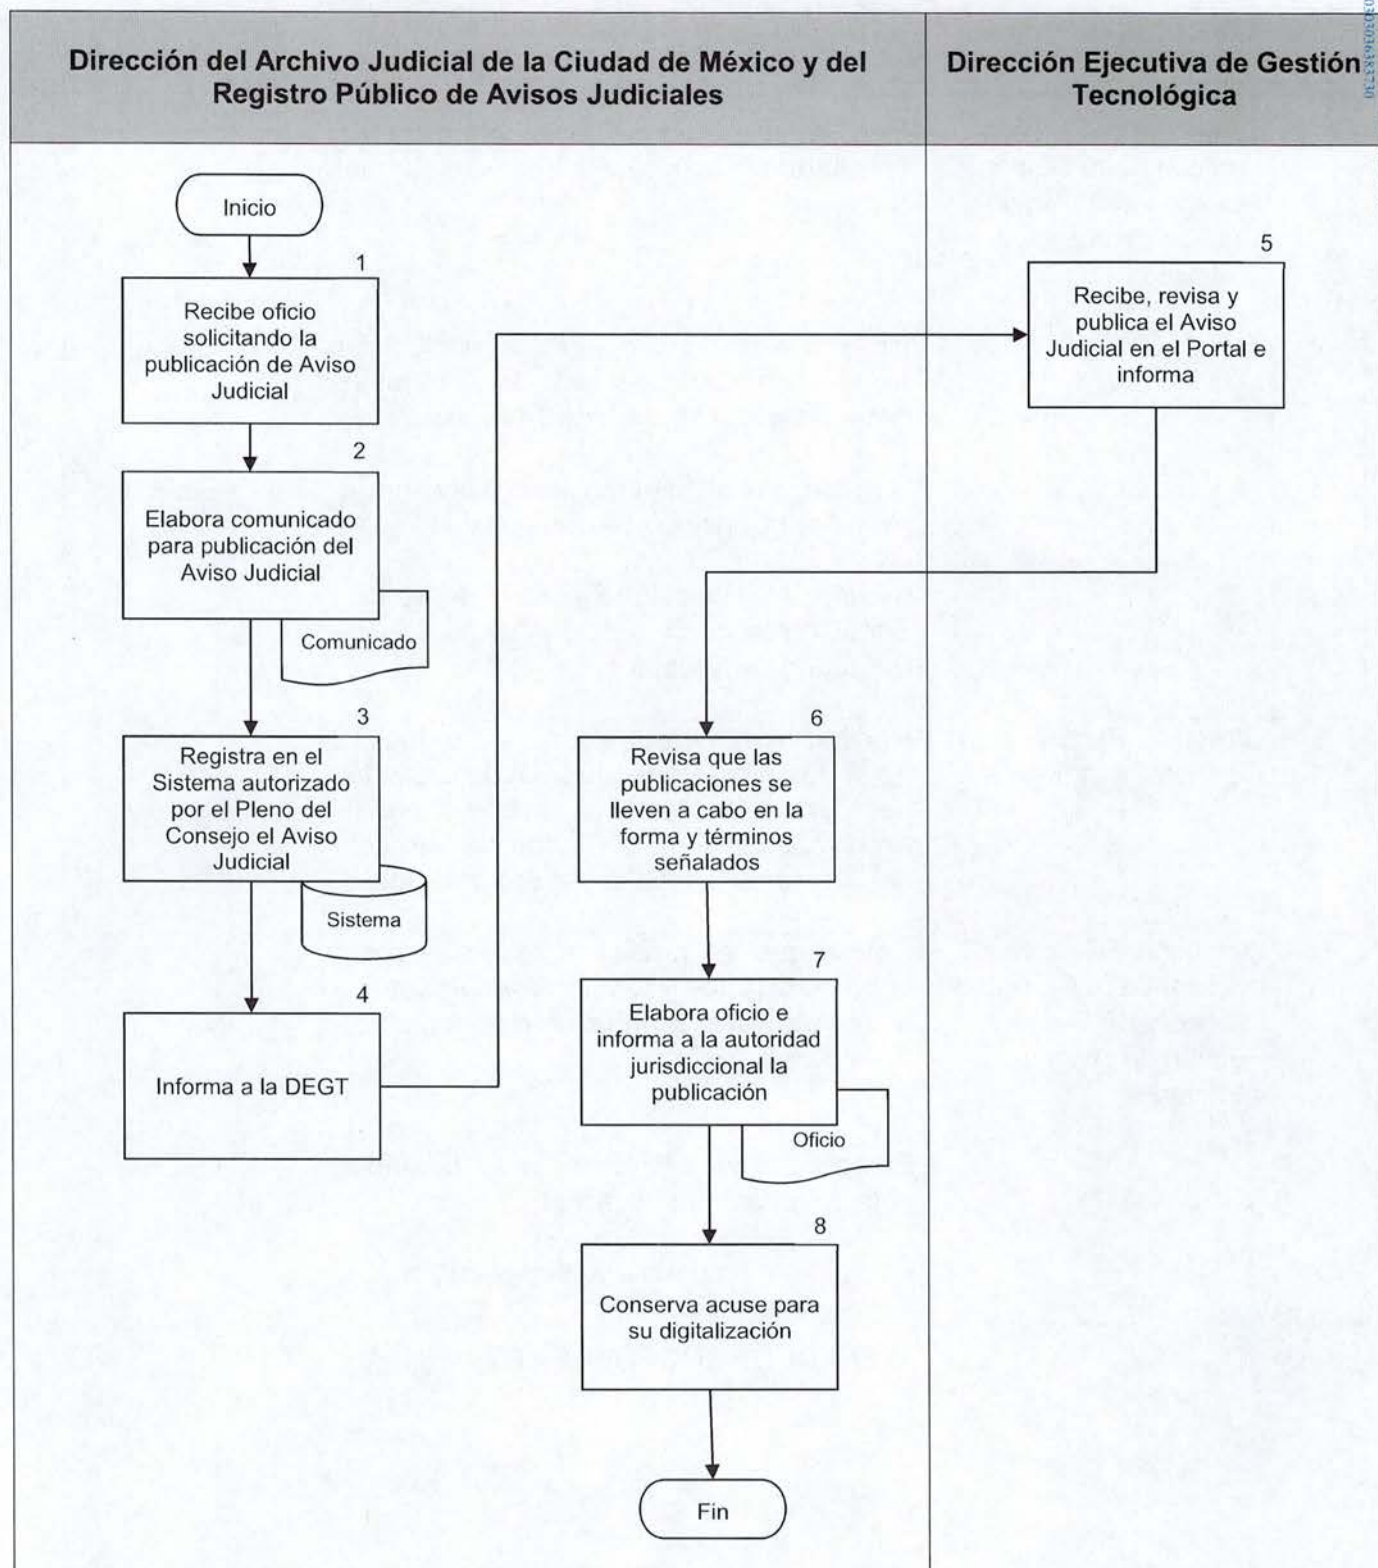 Dirección del Archivo Judicial de la Ciudad de México y del
Registro Público de Avisos Judiciales
Dirección Ejecutiva de Gestión
Tecnológica
Inicio
1
Recibe oficio
solicitando la
publicación de Aviso
Judicial
2
Elabora comunicado
para publicación del
Aviso Judicial
Comunicado
3
Registra en el
Sistema autorizado
por el Pleno del
Consejo el Aviso
Judicial
Sistema
4
Informa a la DEGT
5
Recibe, revisa y
publica el Aviso
Judicial en el Portal e
informa
6
Revisa que las
publicaciones se
lleven a cabo en la
forma y términos
señalados
7
Elabora oficio e
informa a la autoridad
jurisdiccional la
publicación
Oficio
8
Conserva acuse para
su digitalización
Fin